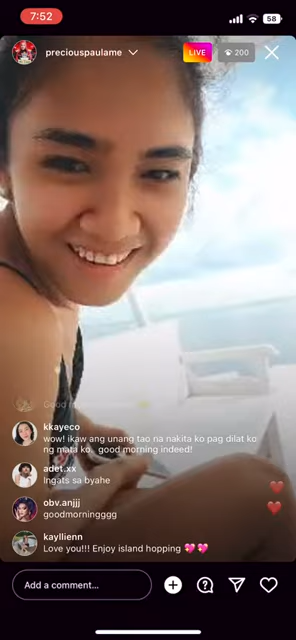 7:52
58
preciouspaulame
LIVE
200
kkayeco
wow! ikaw ang unang tao na nakita ko pag dilat ko
ng mata ko.. good morning indeed!
adet.xx
Ingats sa byahe
obv.anjjj
goodmorningggg
kayllienn
Love you!!! Enjoy island hopping 💖💖
Add a comment...